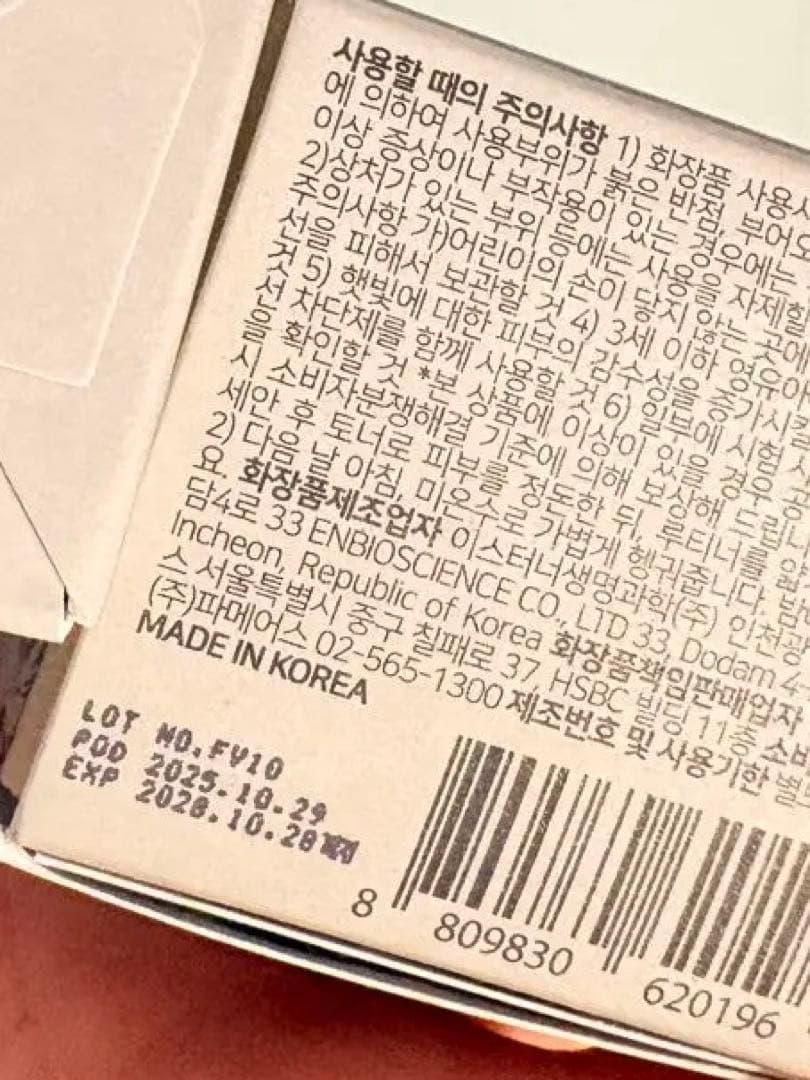 사용할 때의 주의사항 1) 화장품 사용시
에 의하여 사용부위가 붉은 반점, 부어오
이상 증상이나 부작용이 있는 경우에는
2)상처가 있는 부위 등에는 사용을 자제할
주의사항 가)어린이의 손이 닿지 않는 곳에
선을 피해서 보관할 것 4) 3세 이하 영유아
것 5) 햇빛에 대한 피부의 감수성을 증가시킬
선 차단제를 함께 사용할 것 6) 일부에 시험
을 확인할 것 *본 상품에 이상이 있을 경우
시 소비자분쟁해결 기준에 의해 보상해 드립니다
세안 후 토너로 피부를 정돈한 뒤, 루티너를
2) 다음 날 아침, 미온수로 가볍게 헹궈줍니다.
요. 화장품제조업자 이스터너생명과학(주) 인천광
담4로 33 ENBIOSCIENCE CO., LTD 33, Dodam 4
Incheon, Republic of Korea 화장품책임판매업자
스 서울특별시 중구 칠패로 37, HSBC 빌딩 11층 소비
(주)파메어스 02-565-1300 제조번호 및 사용기한 별
MADE IN KOREA
LOT NO.FV10
POD 2025.10.29
EXP 2028.10.28까지
8 809830 620196